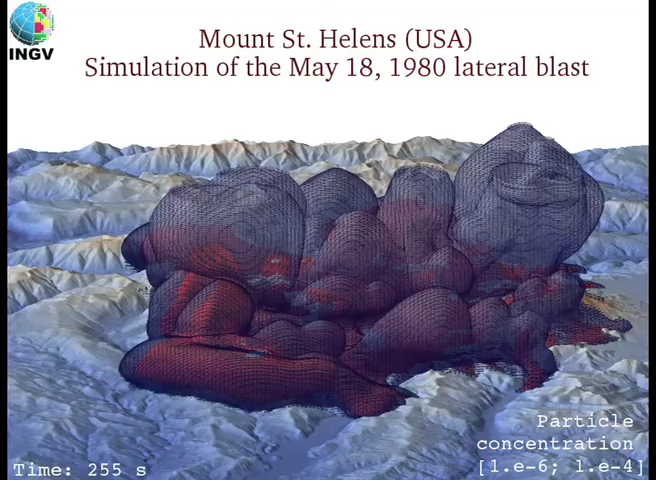 INGV
Mount St. Helens (USA)
Simulation of the May 18, 1980 lateral blast
Particle
concentration
[1.e-6; 1.e-4]
Time: 255 s